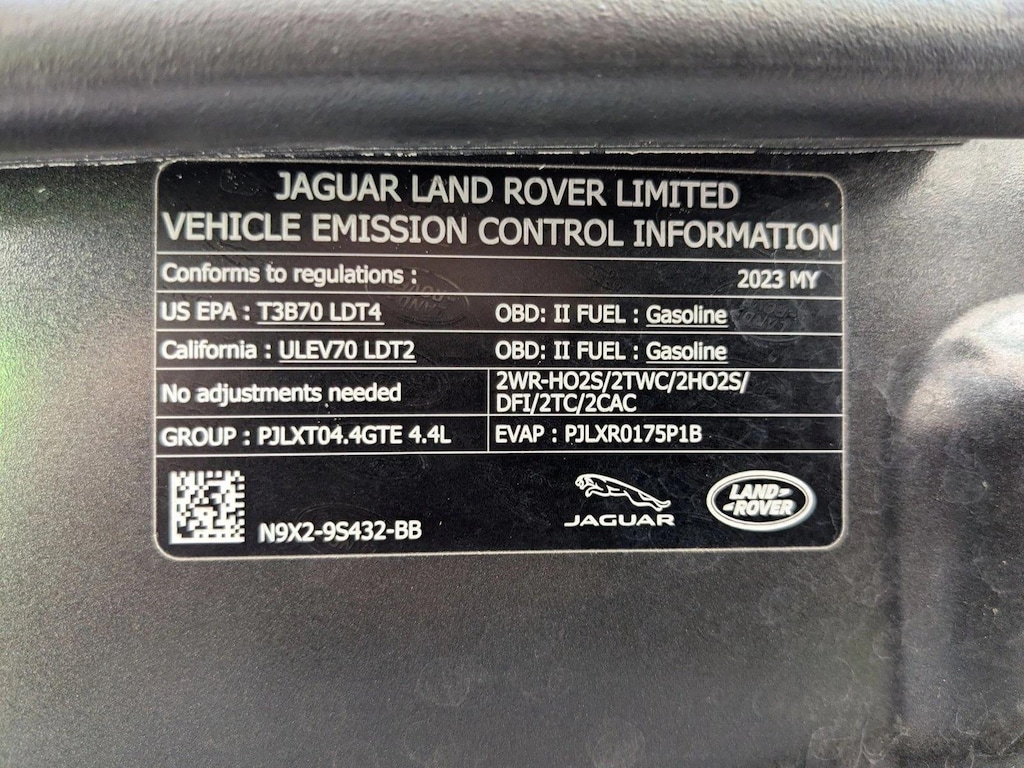 JAGUAR LAND ROVER LIMITED
VEHICLE EMISSION CONTROL INFORMATION
Conforms to regulations : 2023 MY
US EPA : T3B70 LDT4 OBD: II FUEL : Gasoline
California : ULEV70 LDT2 OBD: II FUEL : Gasoline
No adjustments needed
2WR-HO2S/2TWC/2HO2S/
DFI/2TC/2CAC
GROUP : PJLXT04.4GTE 4.4L EVAP : PJLXR0175P1B
N9X2-9S432-BB
JAGUAR
LAND
ROVER